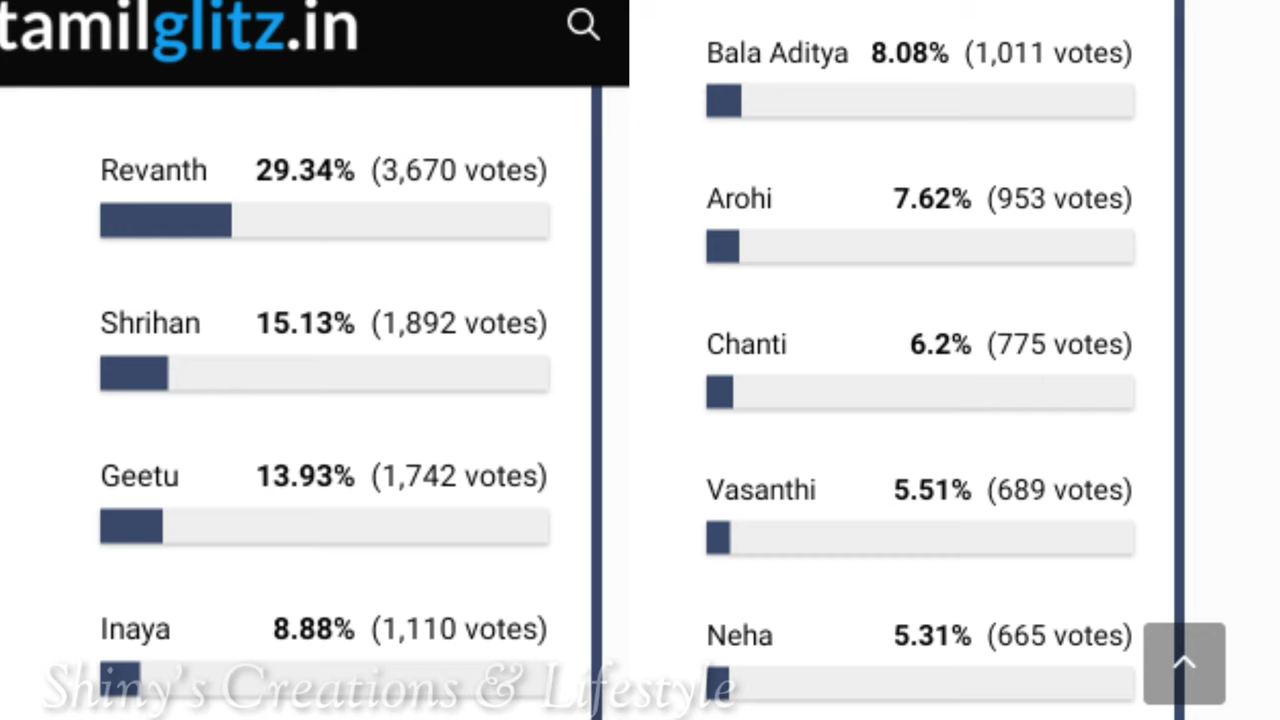 tamilglitz.in
Revanth 29.34% (3,670 votes)
Shrihan 15.13% (1,892 votes)
Geetu 13.93% (1,742 votes)
Inaya 8.88% (1,110 votes)
Bala Aditya 8.08% (1,011 votes)
Arohi 7.62% (953 votes)
Chanti 6.2% (775 votes)
Vasanthi 5.51% (689 votes)
Neha 5.31% (665 votes)
Shiny's Creations & Lifestyle